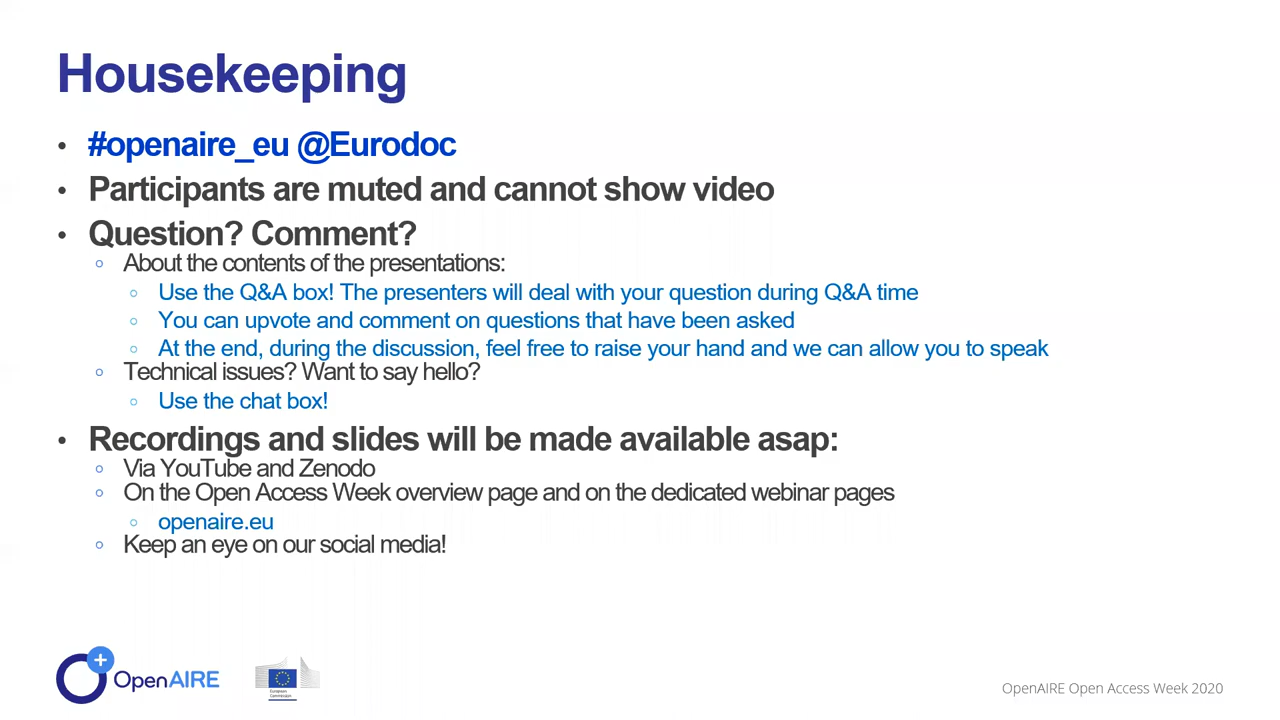 Housekeeping
• #openaire_eu @Eurodoc
• Participants are muted and cannot show video
• Question? Comment?
◦ About the contents of the presentations:
◦ Use the Q&A box! The presenters will deal with your question during Q&A time
◦ You can upvote and comment on questions that have been asked
◦ At the end, during the discussion, feel free to raise your hand and we can allow you to speak
◦ Technical issues? Want to say hello?
◦ Use the chat box!
• Recordings and slides will be made available asap:
◦ Via YouTube and Zenodo
◦ On the Open Access Week overview page and on the dedicated webinar pages
◦ openaire.eu
◦ Keep an eye on our social media!
OpenAIRE
European
Commission
OpenAIRE Open Access Week 2020